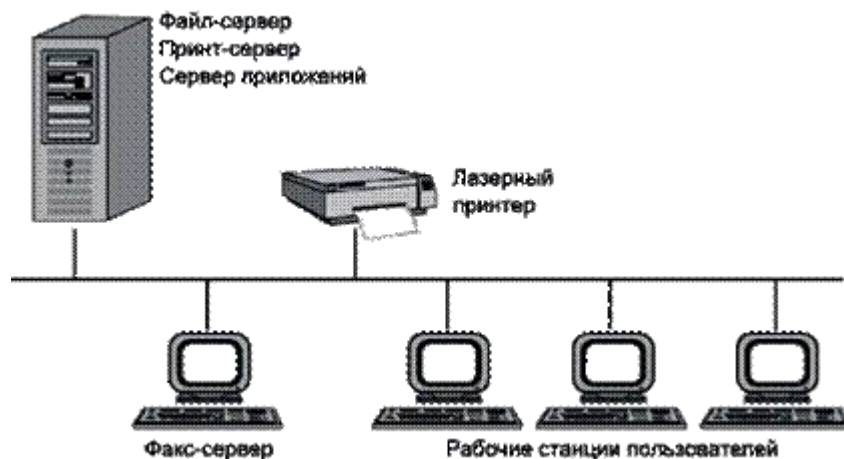 Файл-сервер
Принт-сервер
Сервер приложений
Лазерный
принтер
Факс-сервер
Рабочие станции пользователей